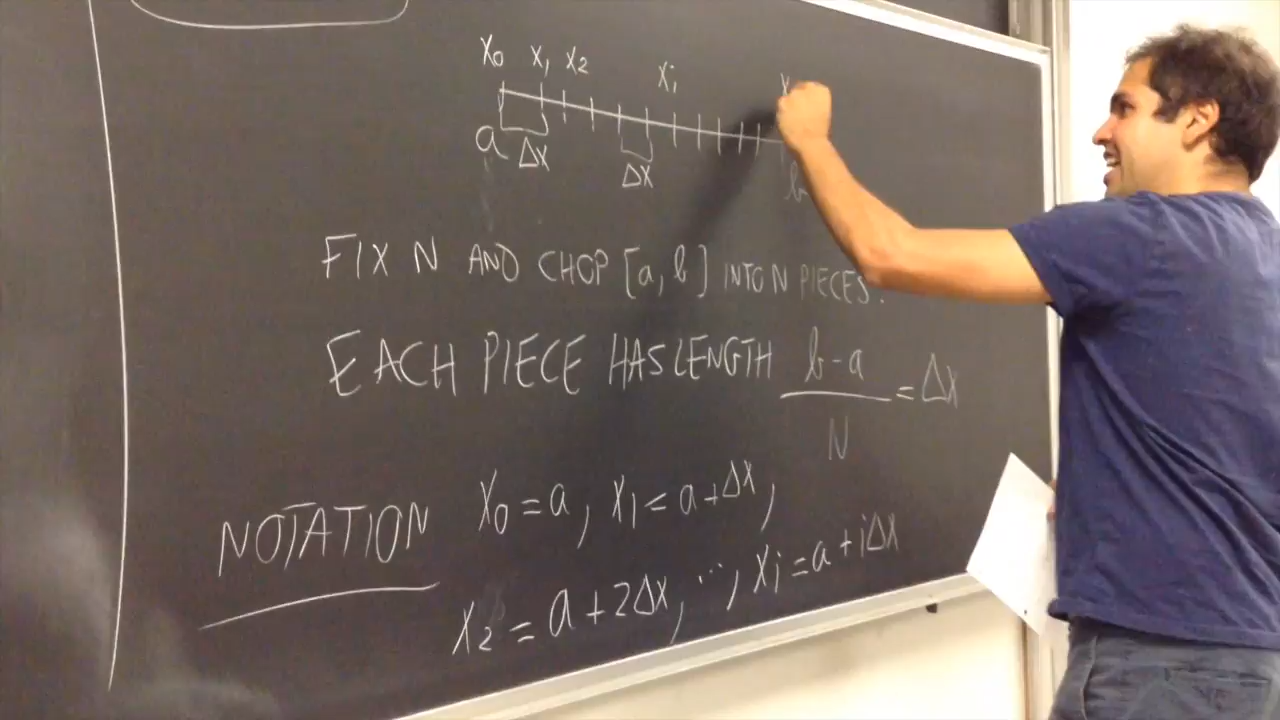 x₀ x₁ x₂ xᵢ x
a Δx Δx b
FIX N AND CHOP [a, b] INTO N PIECES.
EACH PIECE HAS LENGTH (b-a)/N = Δx
NOTATION x₀ = a, x₁ = a + Δx,
x₂ = a + 2Δx, ..., xᵢ = a + iΔx